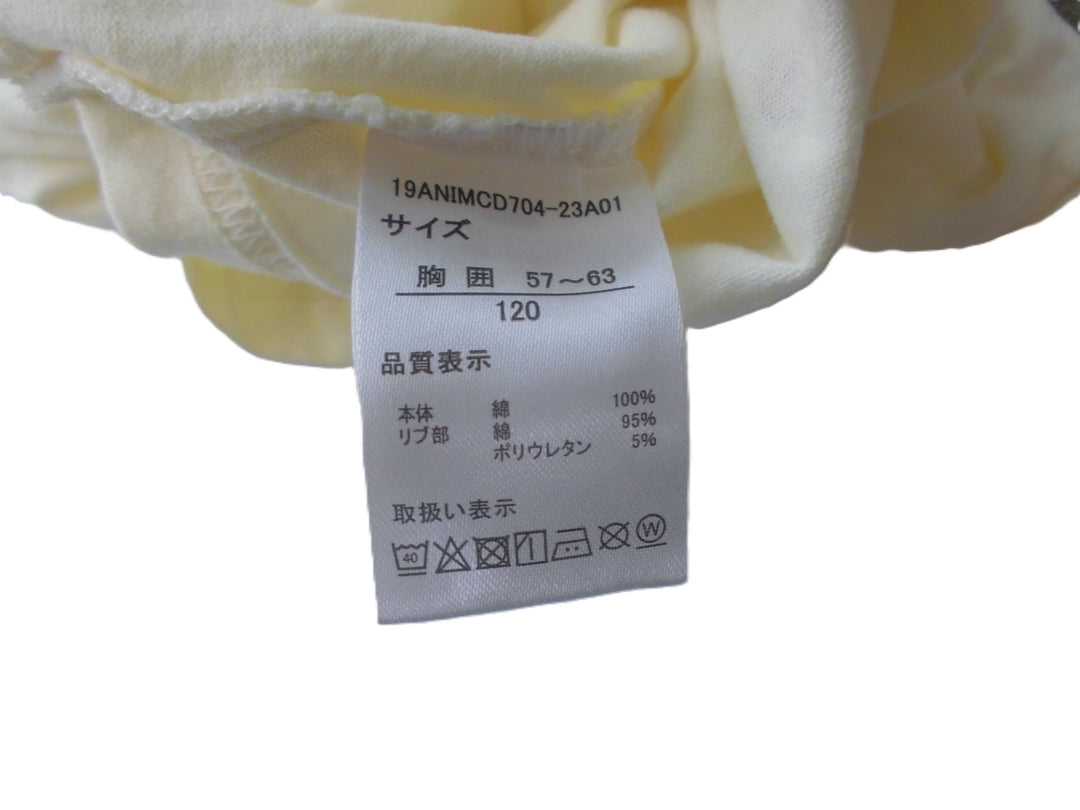 19ANIMCD704-23A01
サイズ
胸囲 57～63
120
品質表示
本体 綿 100%
リブ部 綿 95%
ポリウレタン 5%
取扱い表示
40 W